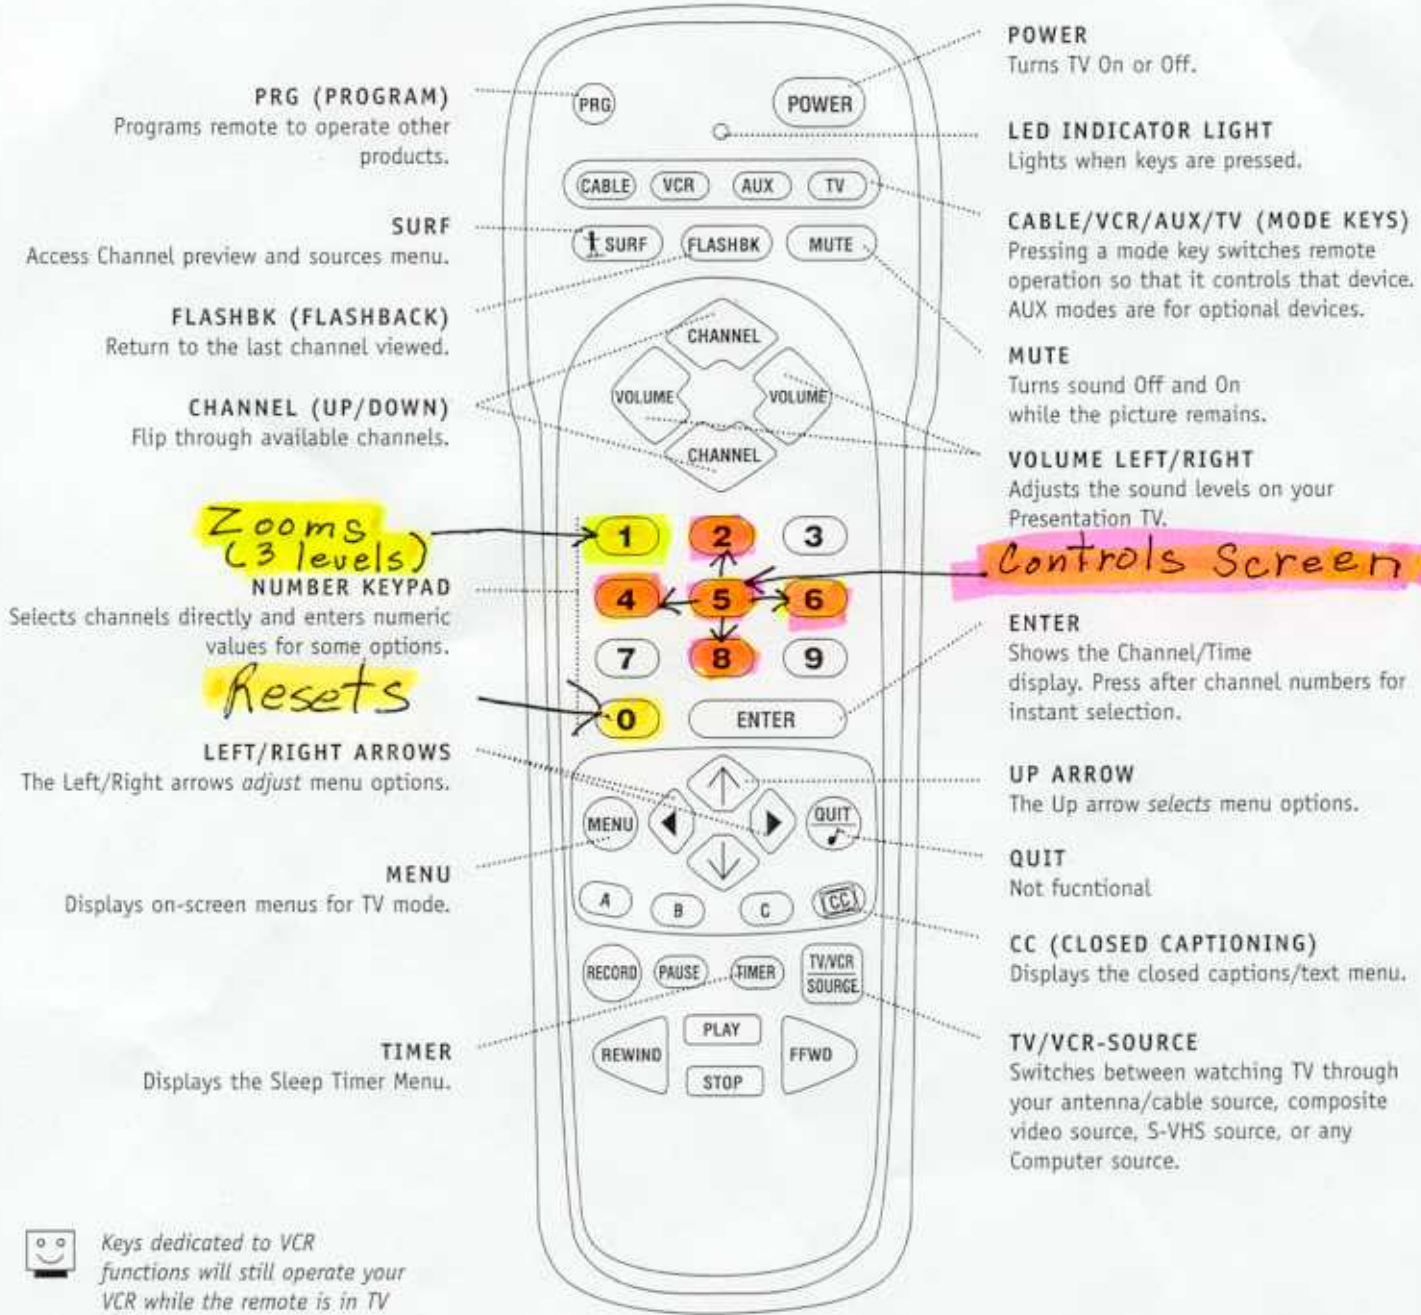 PRG (PROGRAM)
Programs remote to operate other
products.
SURF
Access Channel preview and sources menu.
FLASHBK (FLASHBACK)
Return to the last channel viewed.
CHANNEL (UP/DOWN)
Flip through available channels.
Zooms
(3 levels)
NUMBER KEYPAD
Selects channels directly and enters numeric
values for some options.
Resets
LEFT/RIGHT ARROWS
The Left/Right arrows adjust menu options.
MENU
Displays on-screen menus for TV mode.
TIMER
Displays the Sleep Timer Menu.
Keys dedicated to VCR
functions will still operate your
VCR while the remote is in TV
PRG
POWER
CABLE VCR AUX TV
SURF FLASHBK MUTE
CHANNEL
VOLUME VOLUME
CHANNEL
1 2 3
4 5 6
7 8 9
0 ENTER
MENU QUIT
A B C CC
RECORD PAUSE TIMER TV/VCR
SOURCE
REWIND PLAY FFWD
STOP
POWER
Turns TV On or Off.
LED INDICATOR LIGHT
Lights when keys are pressed.
CABLE/VCR/AUX/TV (MODE KEYS)
Pressing a mode key switches remote
operation so that it controls that device.
AUX modes are for optional devices.
MUTE
Turns sound Off and On
while the picture remains.
VOLUME LEFT/RIGHT
Adjusts the sound levels on your
Presentation TV.
Controls Screen
ENTER
Shows the Channel/Time
display. Press after channel numbers for
instant selection.
UP ARROW
The Up arrow selects menu options.
QUIT
Not fucntional
CC (CLOSED CAPTIONING)
Displays the closed captions/text menu.
TV/VCR-SOURCE
Switches between watching TV through
your antenna/cable source, composite
video source, S-VHS source, or any
Computer source.